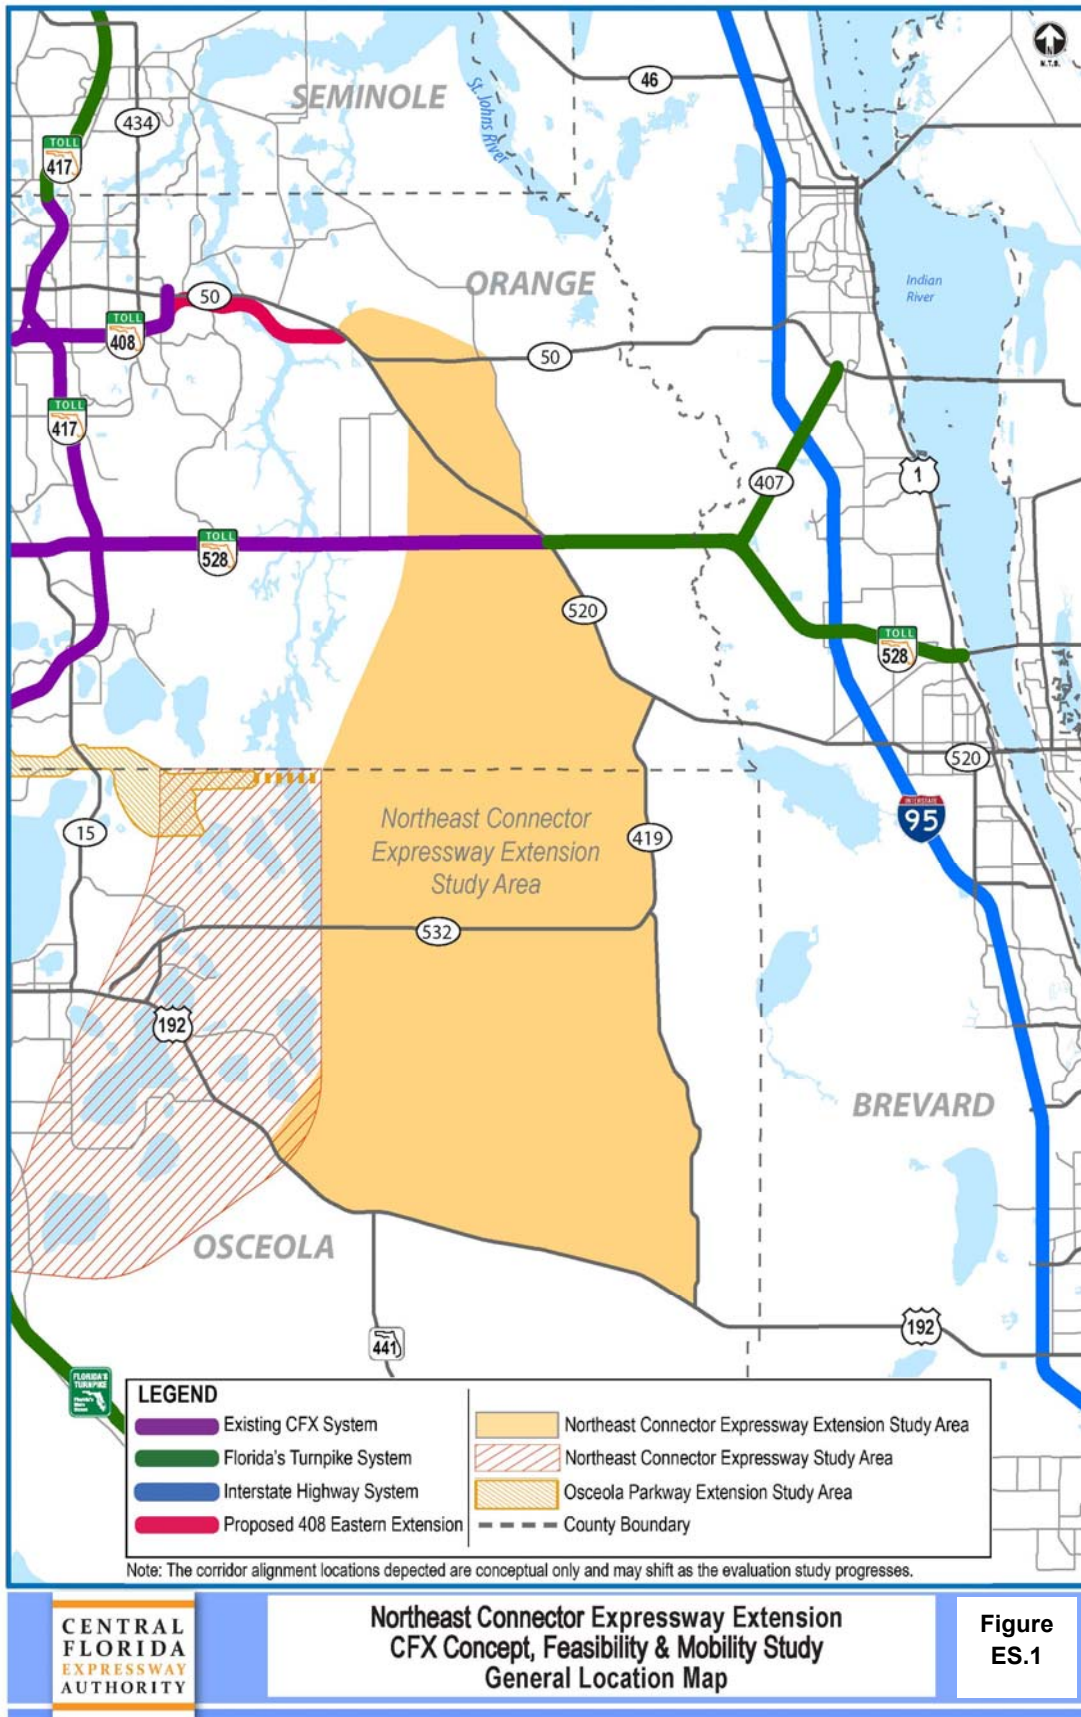 N
N.T.S.
SEMINOLE
46
St. Johns River
434
TOLL
417
ORANGE
Indian
River
50
TOLL
408
50
TOLL
417
407
1
TOLL
528
520
TOLL
528
520
Northeast Connector
Expressway Extension
Study Area
419
INTERSTATE
95
15
532
192
BREVARD
OSCEOLA
441
192
FLORIDA'S
TURNPIKE
LEGEND
Existing CFX System
Florida's Turnpike System
Interstate Highway System
Proposed 408 Eastern Extension
Northeast Connector Expressway Extension Study Area
Northeast Connector Expressway Study Area
Osceola Parkway Extension Study Area
County Boundary
Note: The corridor alignment locations depected are conceptual only and may shift as the evaluation study progresses.
CENTRAL
FLORIDA
EXPRESSWAY
AUTHORITY
Northeast Connector Expressway Extension
CFX Concept, Feasibility & Mobility Study
General Location Map
Figure
ES.1